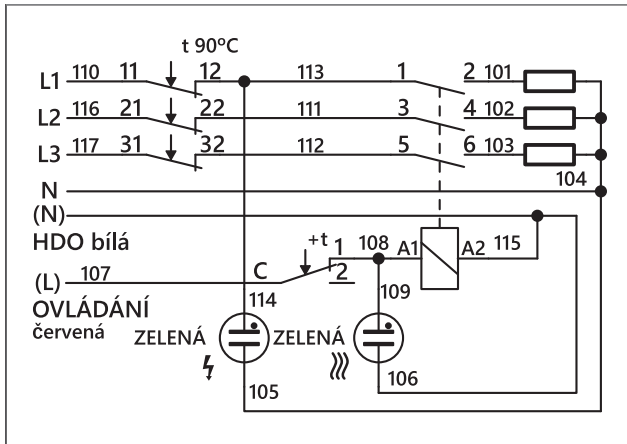 t 90°C
L1 110 11 12 113 1 2 101
L2 116 21 22 111 3 4 102
L3 117 31 32 112 5 6 103
104
N
(N)
HDO bílá
+t 1 108 A1 A2 115
(L) 107 C 2
OVLÁDÁNÍ
červená
114 109
ZELENÁ ZELENÁ
105 106